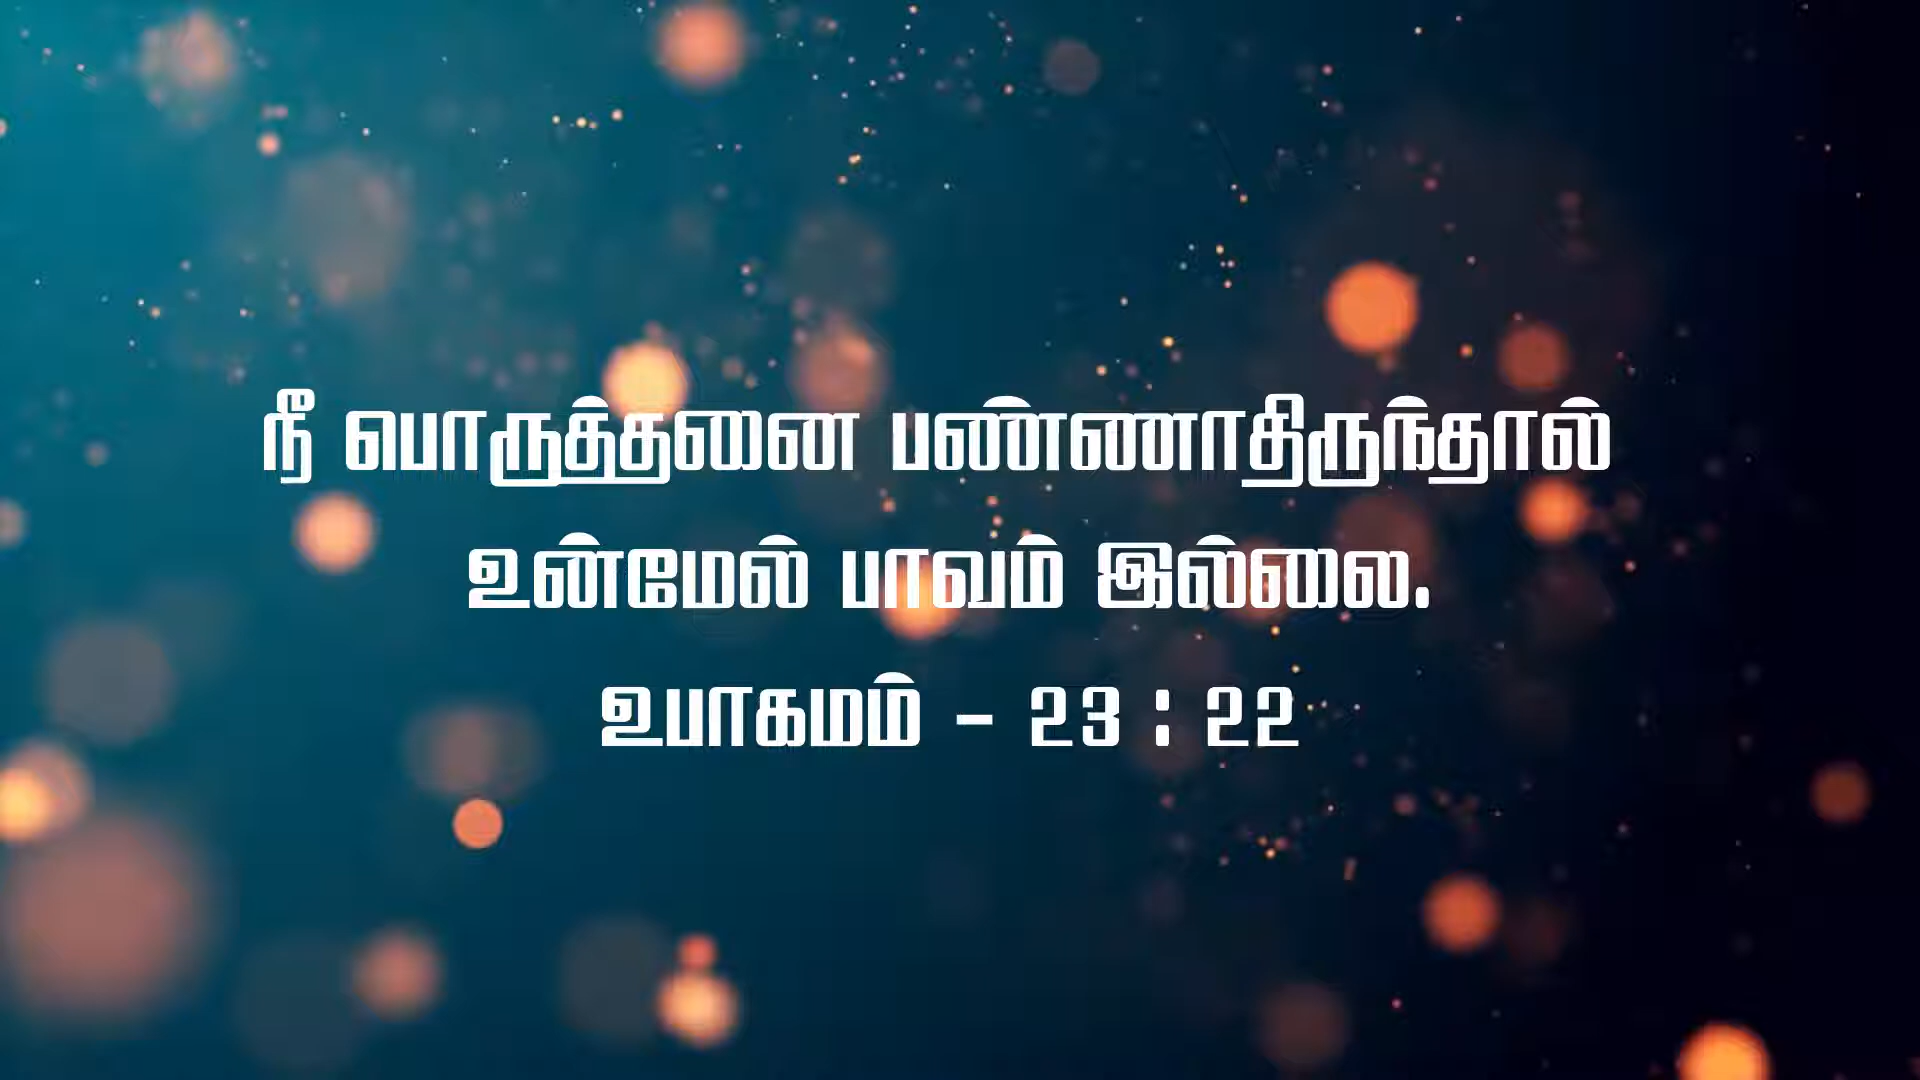 நீ பொருத்தனை பண்ணாதிருந்தால்
உன்மேல் பாவம் இல்லை.
உபாகமம் - 23 : 22